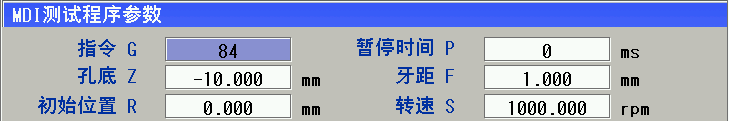 MDI测试程序参数
指令 G 84 暂停时间 P 0 ms
孔底 Z -10.000 mm 牙距 F 1.000 mm
初始位置 R 0.000 mm 转速 S 1000.000 rpm